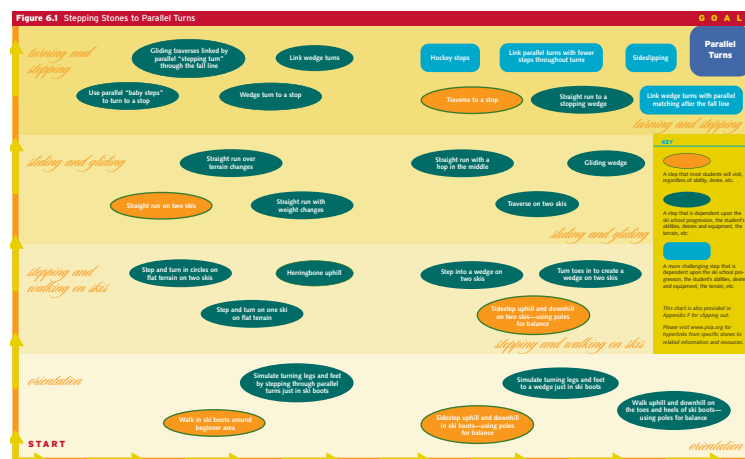 Figure 6.1 Stepping Stones to Parallel Turns
GOAL
Parallel
Turns
turning and
stepping
Gliding traverses linked by
parallel “stepping turn”
through the fall line
Link wedge turns
Hockey stops
Link parallel turns with fewer
steps throughout turns
Sideslipping
Use parallel “baby steps”
to turn to a stop
Wedge turn to a stop
Traverse to a stop
Straight run to a
stopping wedge
Link wedge turns with parallel
matching after the fall line
turning and stepping
sliding and gliding
Straight run over
terrain changes
Straight run with a
hop in the middle
Gliding wedge
Straight run on two skis
Straight run with
weight changes
Traverse on two skis
sliding and gliding
KEY
A step that most students will visit,
regardless of ability, desire, etc.
A step that is dependent upon the
ski school progression, the student's
abilites, desires and equipment, the
terrain, etc.
A more challenging step that is
dependent upon the ski school pro-
gression, the student's abilities, desires
and equipment, the terrain, etc.
This chart is also provided in
Appendix F for clipping out.
Please visit www.psia.org for
hyperlinks from specific stones to
related information and resources.
stepping and
walking on skis
Step and turn in circles on
flat terrain on two skis
Herringbone uphill
Step into a wedge on
two skis
Turn toes in to create a
wedge on two skis
Step and turn on one ski
on flat terrain
Sidestep uphill and downhill
on two skis—using poles
for balance
stepping and walking on skis
orientation
Simulate turning legs and feet
by stepping through parallel
turns just in ski boots
Simulate turning legs and feet
to a wedge just in ski boots
Walk in ski boots around
beginner area
Sidestep uphill and downhill
in ski boots—using poles
for balance
Walk uphill and downhill on
the toes and heels of ski boots—
using poles for balance
START
orientation